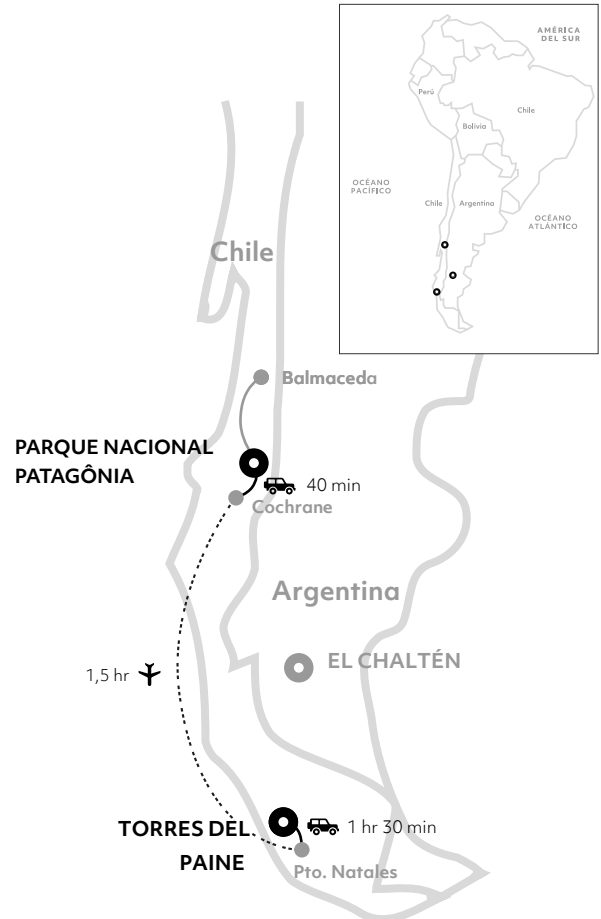 AMÉRICA
DEL SUR
Perú
Chile
Bolivia
OCÉANO
PACÍFICO
Chile
Argentina
OCÉANO
ATLÁNTICO
Chile
Balmaceda
PARQUE NACIONAL
PATAGÔNIA
40 min
Cochrane
Argentina
EL CHALTÉN
1,5 hr
TORRES DEL
PAINE
1 hr 30 min
Pto. Natales